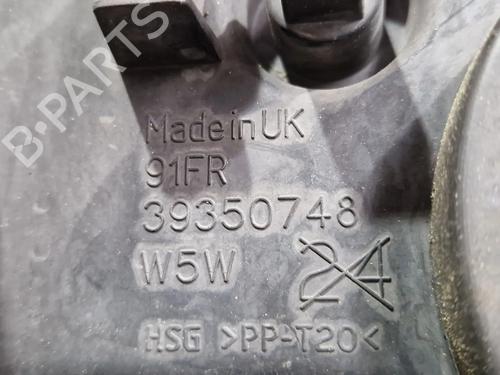 B-PARTS
Made in UK
91FR
39350748
W5W 24
HSG >PP-T20<